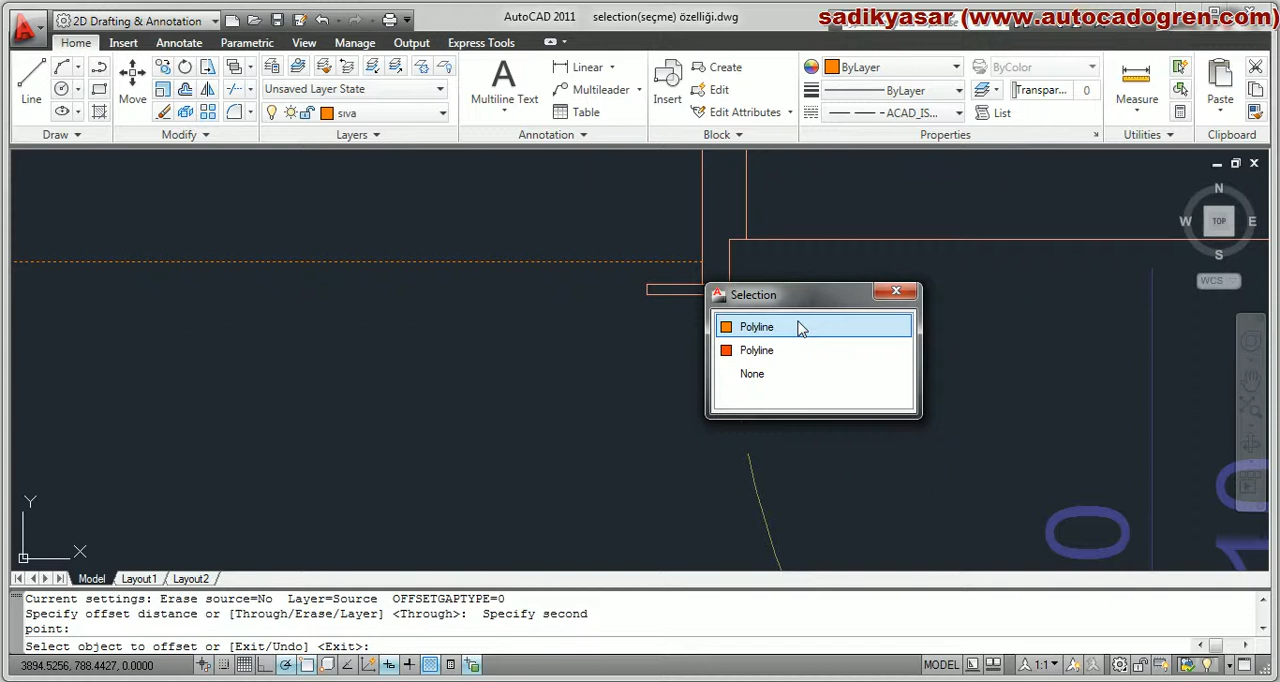 2D Drafting & Annotation
AutoCAD 2011 selection(seçme) özelliği.dwg
sadikyasar (www.autocadogren.com)
Home Insert Annotate Parametric View Manage Output Express Tools
Line
Move
Unsaved Layer State
sıva
Multiline Text
Linear
Multileader
Table
Insert
Create
Edit
Edit Attributes
ByLayer
ByLayer
ACAD_IS...
ByColor
Transpar... 0
List
Measure
Paste
Draw Modify Layers Annotation Block Properties Utilities Clipboard
N
W TOP E
S
WCS
Selection
Polyline
Polyline
None
0
10
Y
X
Model Layout1 Layout2
Current settings: Erase source=No Layer=Source OFFSETGAPTYPE=0
Specify offset distance or [Through/Erase/Layer] <Through>: Specify second
point:
Select object to offset or [Exit/Undo] <Exit>:
3894.5256, 788.4427, 0.0000
MODEL
1:1